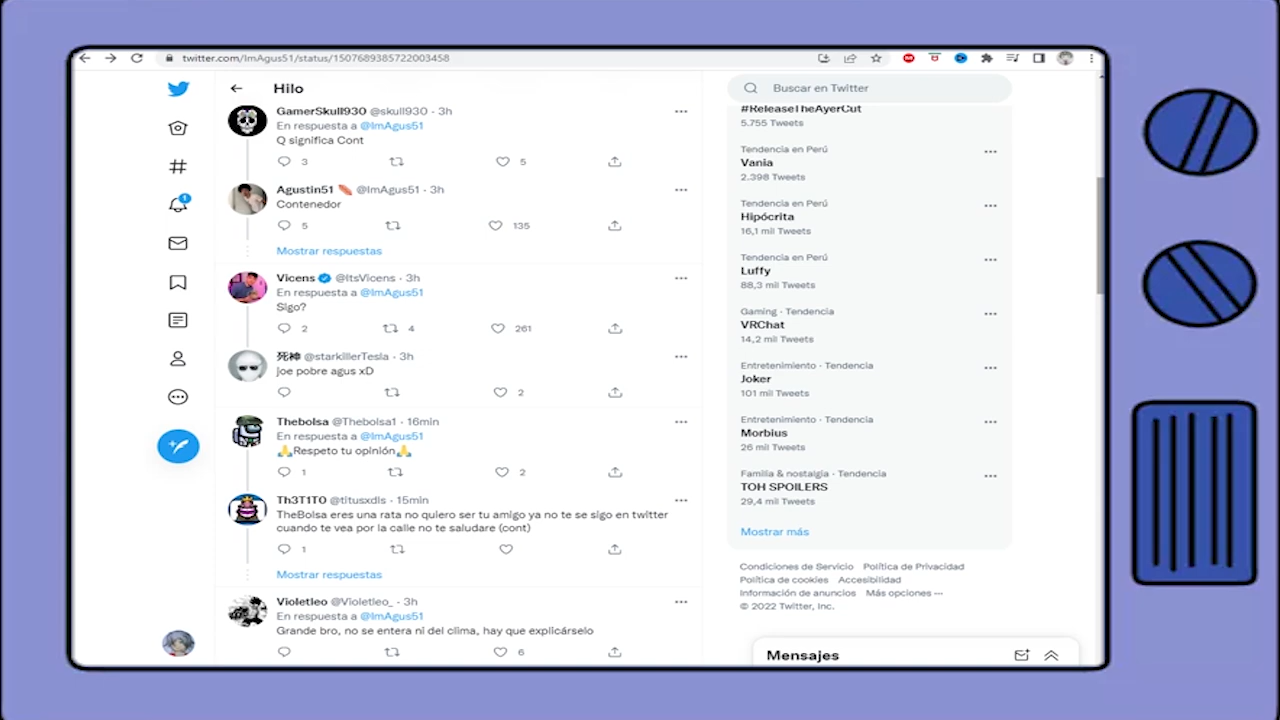 twitter.com/ImAgus51/status/1507689385722003458
Hilo
GamerSkull930 @skull930 · 3h
En respuesta a @ImAgus51
Q significa Cont
3 5
Agustin51 @ImAgus51 · 3h
Contenedor
5 135
Mostrar respuestas
Vicens @ItsVicens · 3h
En respuesta a @ImAgus51
Sigo?
2 4 261
死神 @starkillerTesla · 3h
joe pobre agus xD
2
Thebolsa @Thebolsa1 · 16min
En respuesta a @ImAgus51
🙏Respeto tu opinión🙏
1 2
Th3T1TO @titusxdls · 15min
TheBolsa eres una rata no quiero ser tu amigo ya no te se sigo en twitter
cuando te vea por la calle no te saludare (cont)
1
Mostrar respuestas
Violetleo @Violetleo_ · 3h
En respuesta a @ImAgus51
Grande bro, no se entera ni del clima, hay que explicárselo
6
Buscar en Twitter
#ReleaseTheAyerCut
5.755 Tweets
Tendencia en Perú
Vania
2.398 Tweets
Tendencia en Perú
Hipócrita
16,1 mil Tweets
Tendencia en Perú
Luffy
88,3 mil Tweets
Gaming · Tendencia
VRChat
14,2 mil Tweets
Entretenimiento · Tendencia
Joker
101 mil Tweets
Entretenimiento · Tendencia
Morbius
26 mil Tweets
Familia & nostalgia · Tendencia
TOH SPOILERS
29,4 mil Tweets
Mostrar más
Condiciones de Servicio Política de Privacidad
Política de cookies Accesibilidad
Información de anuncios Más opciones ···
© 2022 Twitter, Inc.
Mensajes